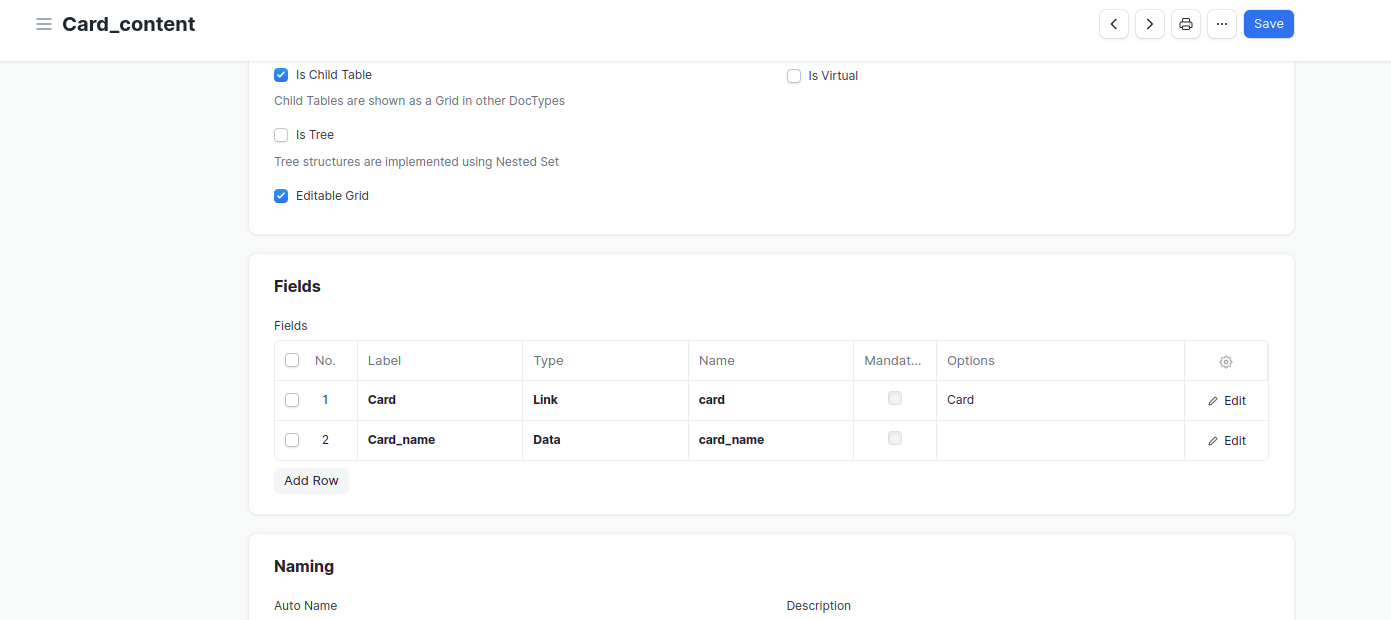 Card_content
Save
Is Child Table
Is Virtual
Child Tables are shown as a Grid in other DocTypes
Is Tree
Tree structures are implemented using Nested Set
Editable Grid
Fields
Fields
No. Label Type Name Mandat... Options
1 Card Link card Card Edit
2 Card_name Data card_name Edit
Add Row
Naming
Auto Name Description